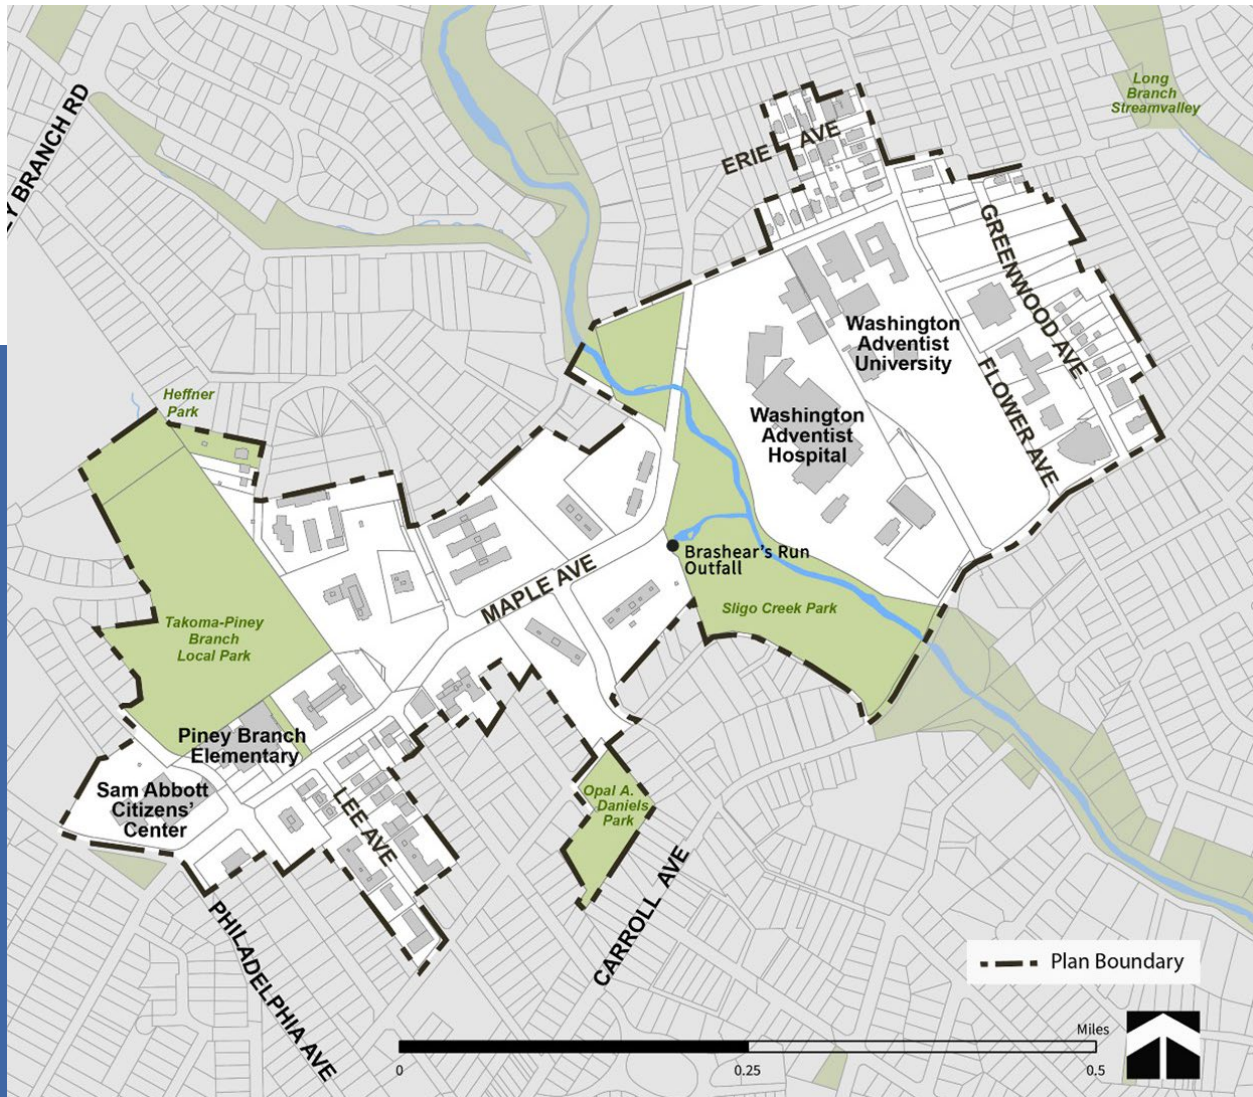 Long
Branch
Streamvalley
ERIE AVE
EY BRANCH RD
GREENWOOD AVE
Washington
Adventist
University
FLOWER AVE
Heffner
Park
Washington
Adventist
Hospital
Brashear's Run
Outfall
MAPLE AVE
Sligo Creek Park
Takoma-Piney
Branch
Local Park
Piney Branch
Elementary
Sam Abbott
Citizens'
Center
LEE AVE
Opal A.
Daniels
Park
CARROLL AVE
PHILADELPHIA AVE
Plan Boundary
Miles
0
0.25
0.5